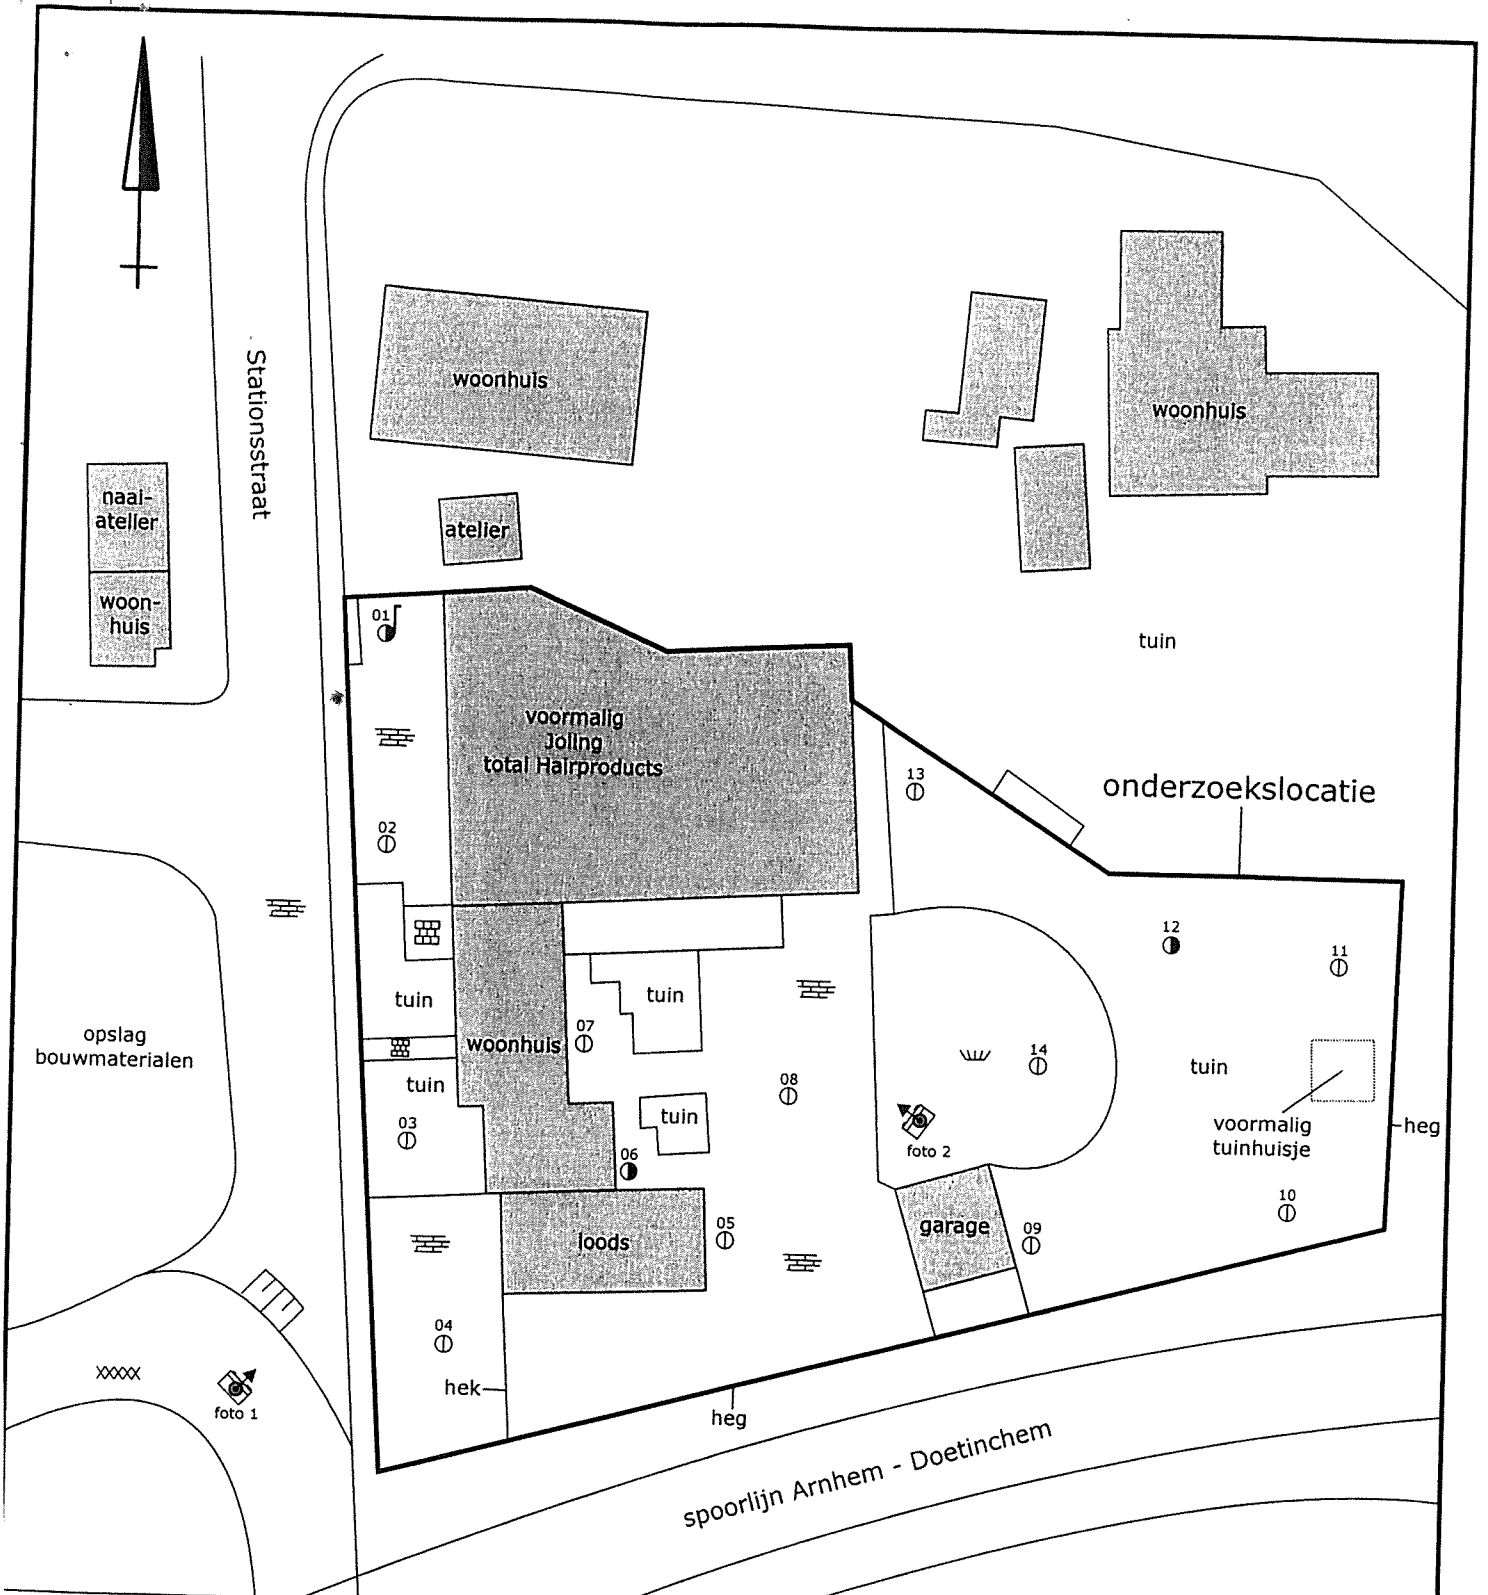 Stationsstraat
woonhuis
woonhuis
naai-
atelier
woon-
huis
atelier
01
tuin
voormalig
Joling
total Hairproducts
13
onderzoekslocatie
02
12
11
tuin
tuin
07
woonhuis
opslag
bouwmaterialen
14
tuin
tuin
08
tuin
03
foto 2
voormalig
tuinhuisje
heg
06
10
05
garage
09
loods
04
hek
foto 1
heg
spoorlijn Arnhem - Doetinchem